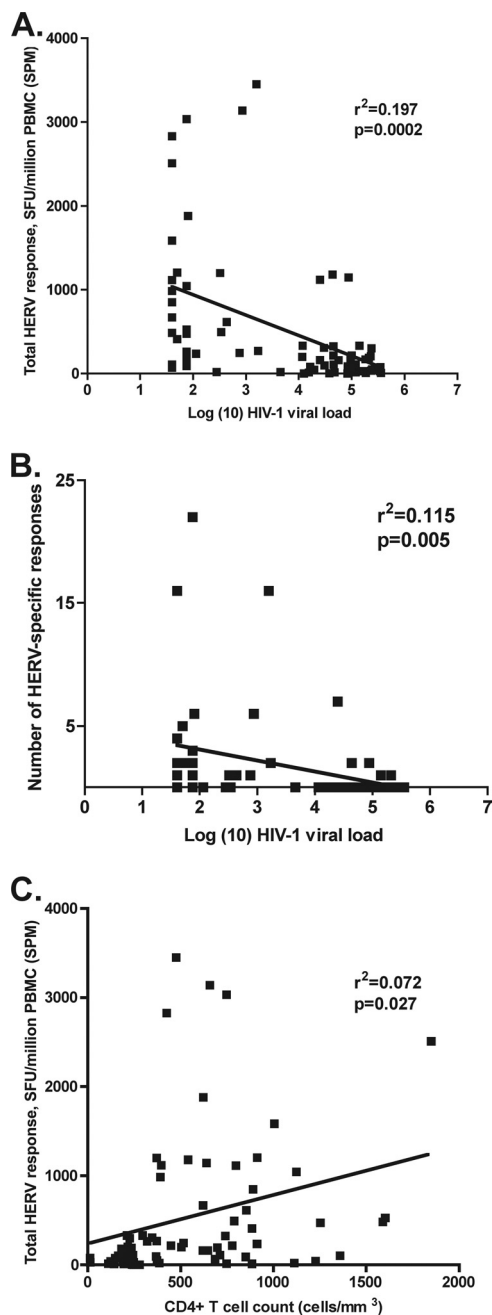 A.
Total HERV response, SFU/million PBMC (SPM)
4000
3000
2000
1000
0
r²=0.197
p=0.0002
0 1 2 3 4 5 6 7
Log (10) HIV-1 viral load
B.
Number of HERV-specific responses
25
15
5
r²=0.115
p=0.005
0 1 2 3 4 5 6 7
Log (10) HIV-1 viral load
C.
Total HERV response, SFU/million PBMC (SPM)
4000
3000
2000
1000
0
r²=0.072
p=0.027
0 500 1000 1500 2000
CD4+ T cell count (cells/mm ³)